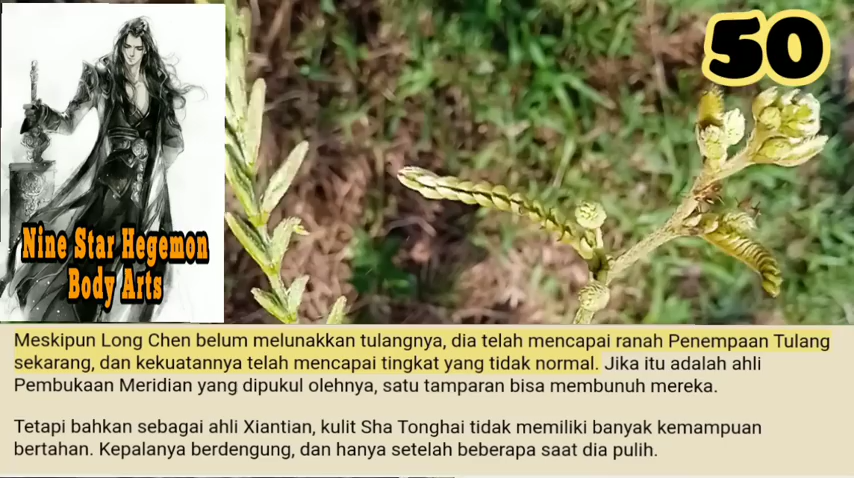 50
Nine Star Hegemon
Body Arts
Meskipun Long Chen belum melunakkan tulangnya, dia telah mencapai ranah Penempaan Tulang
sekarang, dan kekuatannya telah mencapai tingkat yang tidak normal. Jika itu adalah ahli
Pembukaan Meridian yang dipukul olehnya, satu tamparan bisa membunuh mereka.
Tetapi bahkan sebagai ahli Xiantian, kulit Sha Tonghai tidak memiliki banyak kemampuan
bertahan. Kepalanya berdengung, dan hanya setelah beberapa saat dia pulih.